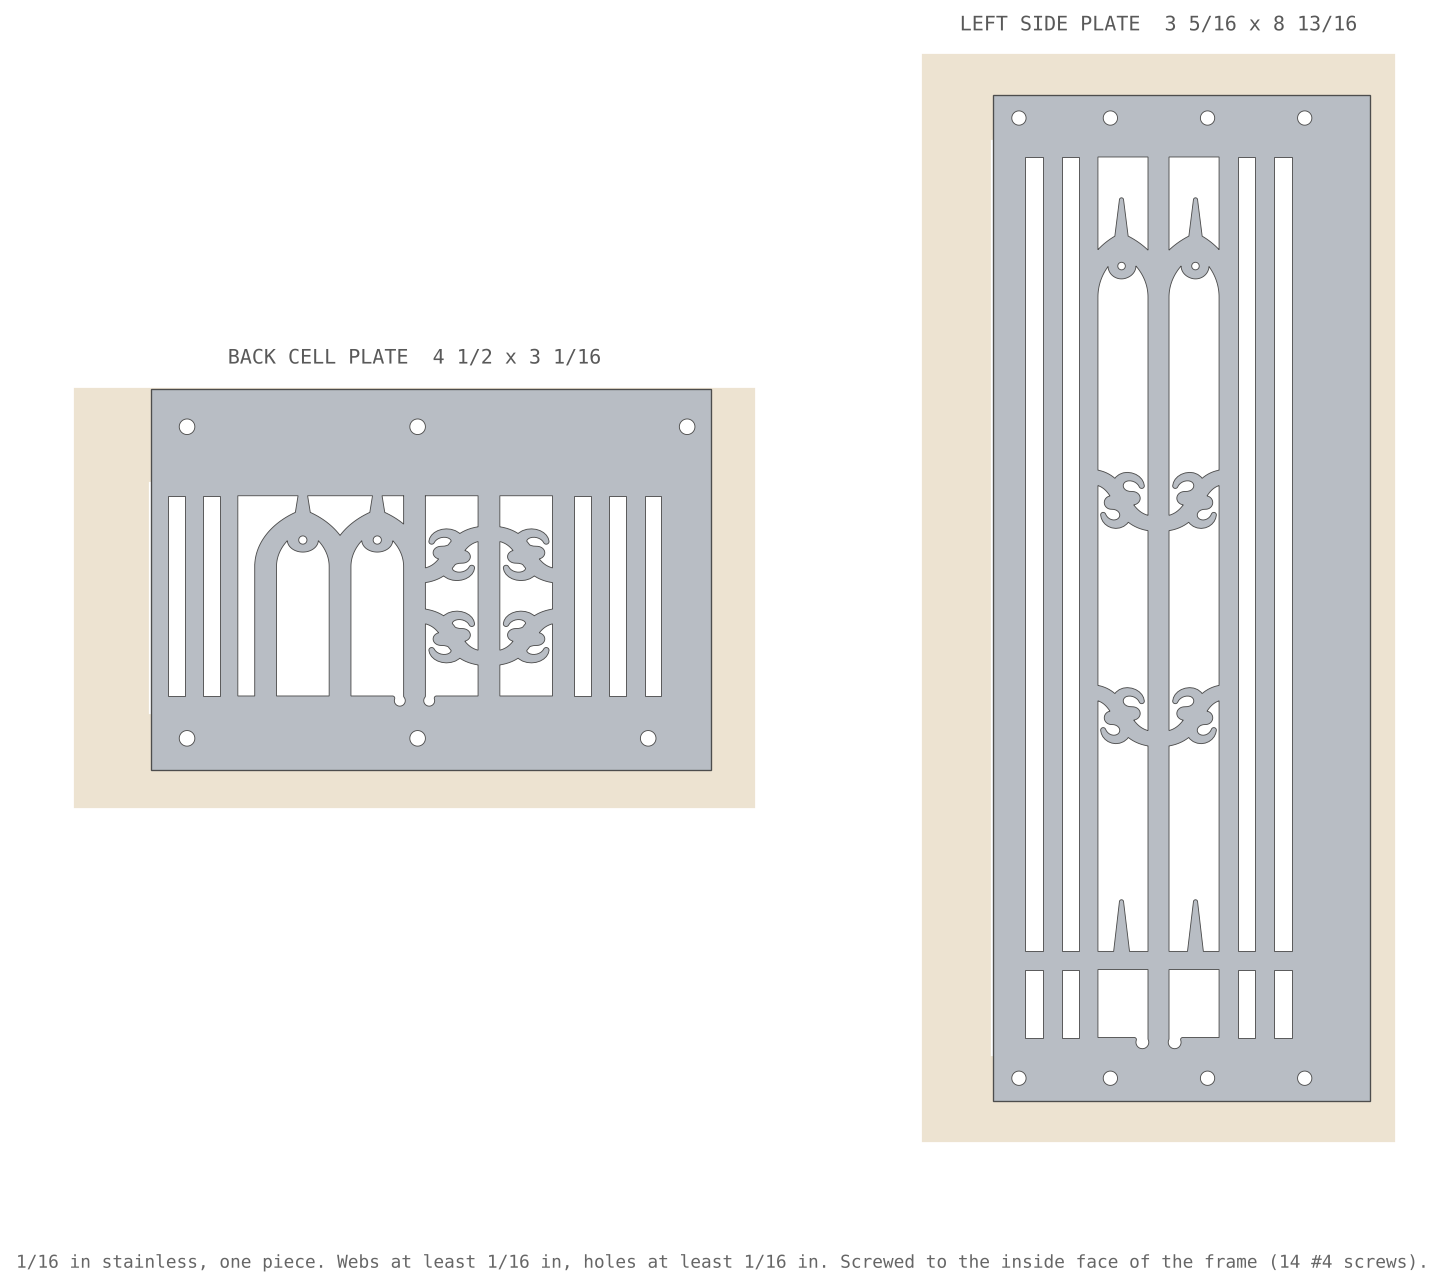 LEFT SIDE PLATE  3 5/16 x 8 13/16
BACK CELL PLATE  4 1/2 x 3 1/16
1/16 in stainless, one piece. Webs at least 1/16 in, holes at least 1/16 in. Screwed to the inside face of the frame (14 #4 screws).